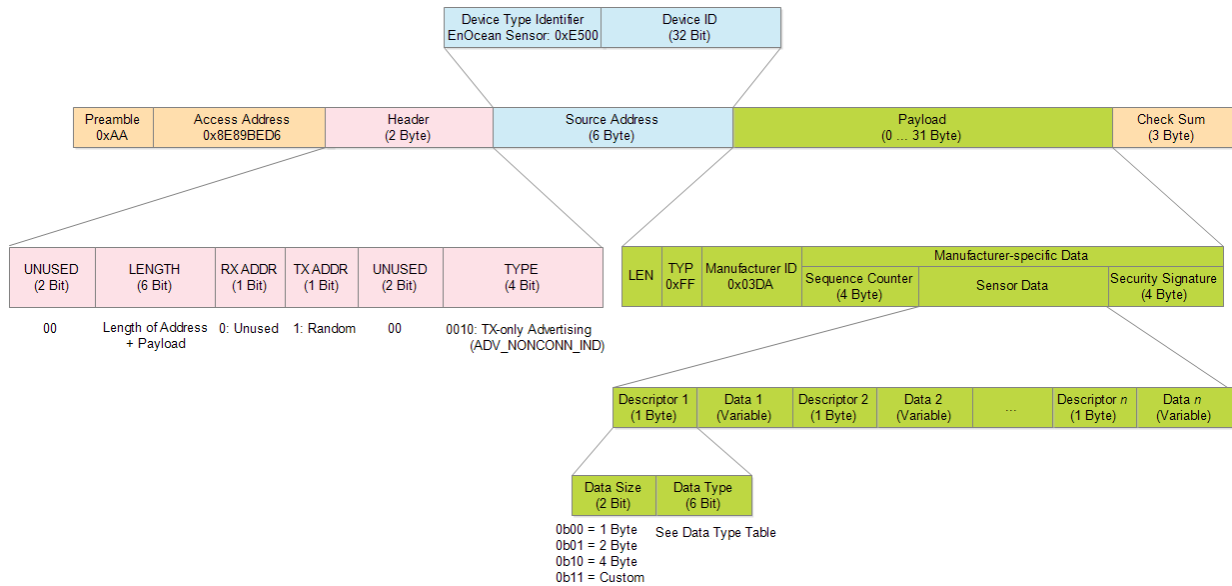 Device Type Identifier
EnOcean Sensor: 0xE500
Device ID
(32 Bit)
Preamble
0xAA
Access Address
0x8E89BED6
Header
(2 Byte)
Source Address
(6 Byte)
Payload
(0 ... 31 Byte)
Check Sum
(3 Byte)
UNUSED
(2 Bit)
LENGTH
(6 Bit)
RX ADDR
(1 Bit)
TX ADDR
(1 Bit)
UNUSED
(2 Bit)
TYPE
(4 Bit)
00
Length of Address
+ Payload
0: Unused
1: Random
00
0010: TX-only Advertising
(ADV_NONCONN_IND)
LEN
TYP
0xFF
Manufacturer ID
0x03DA
Manufacturer-specific Data
Sequence Counter
(4 Byte)
Sensor Data
Security Signature
(4 Byte)
Descriptor 1
(1 Byte)
Data 1
(Variable)
Descriptor 2
(1 Byte)
Data 2
(Variable)
...
Descriptor n
(1 Byte)
Data n
(Variable)
Data Size
(2 Bit)
Data Type
(6 Bit)
0b00 = 1 Byte
0b01 = 2 Byte
0b10 = 4 Byte
0b11 = Custom
See Data Type Table